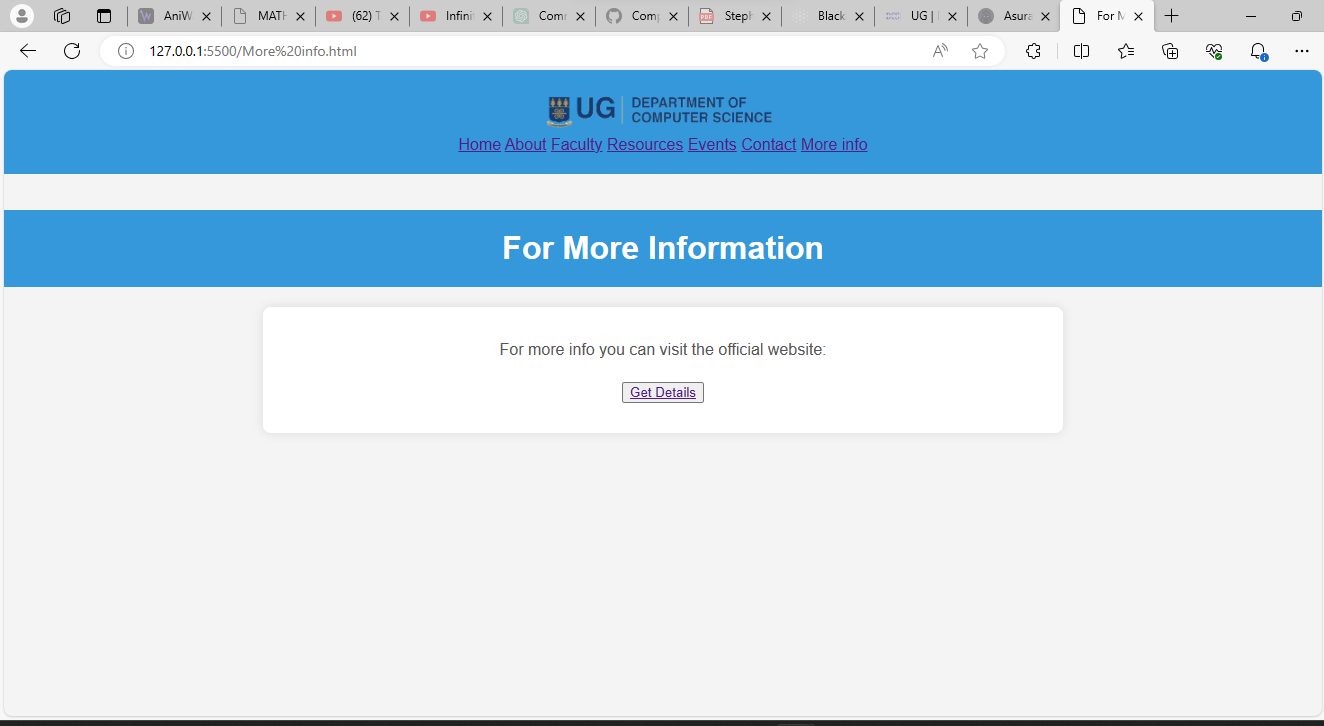 AniW
MATH
(62) T
Infini
Comm
Comp
Steph
Black
UG |
Asura
For M
127.0.0.1:5500/More%20info.html
UG DEPARTMENT OF
COMPUTER SCIENCE
Home About Faculty Resources Events Contact More info
For More Information
For more info you can visit the official website:
Get Details